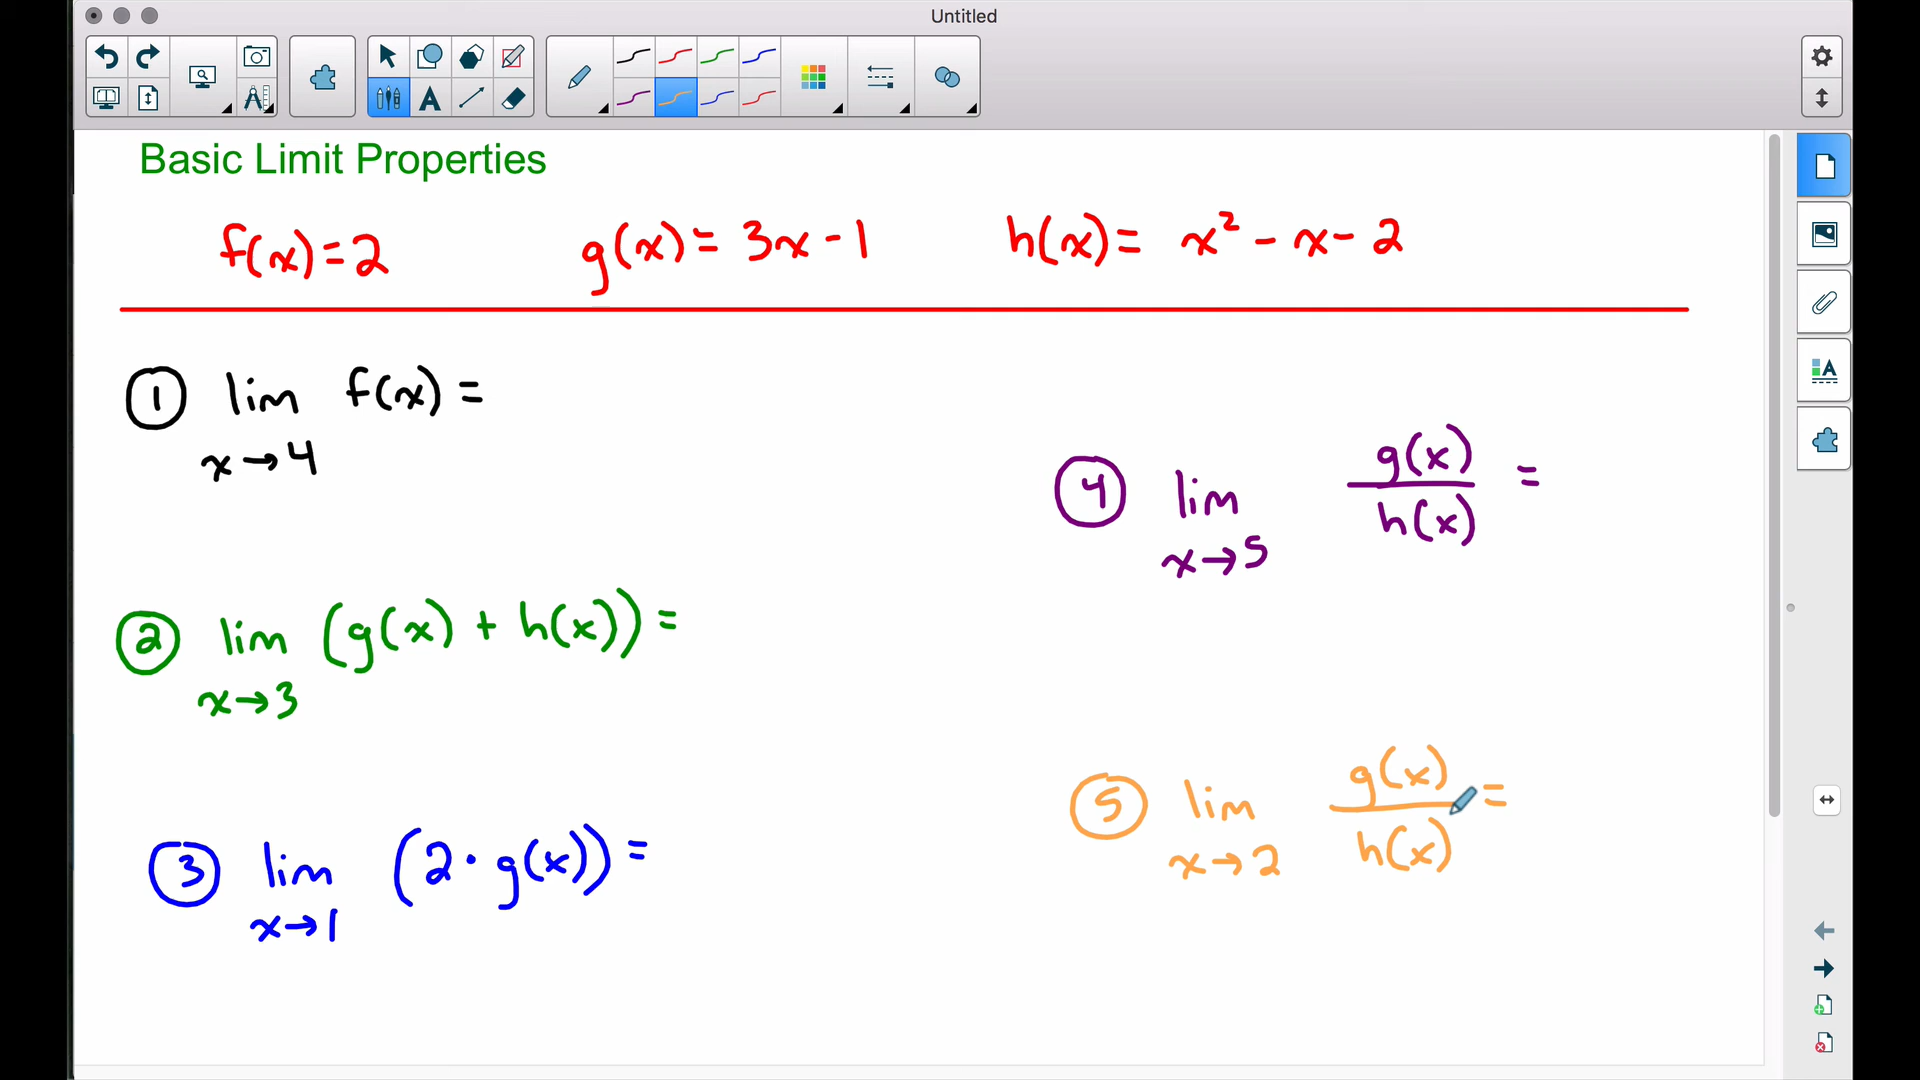 Untitled
Basic Limit Properties
f(x) = 2 g(x) = 3x - 1 h(x) = x² - x - 2
① lim f(x) =
x→4
② lim (g(x) + h(x)) =
x→3
③ lim (2 · g(x)) =
x→1
④ lim g(x)/h(x) =
x→5
⑤ lim g(x)/h(x) =
x→2